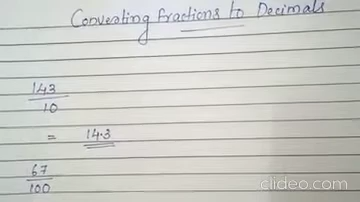 Converting fractions to Decimals
143
10
= 14.3
67
100
clideo.com